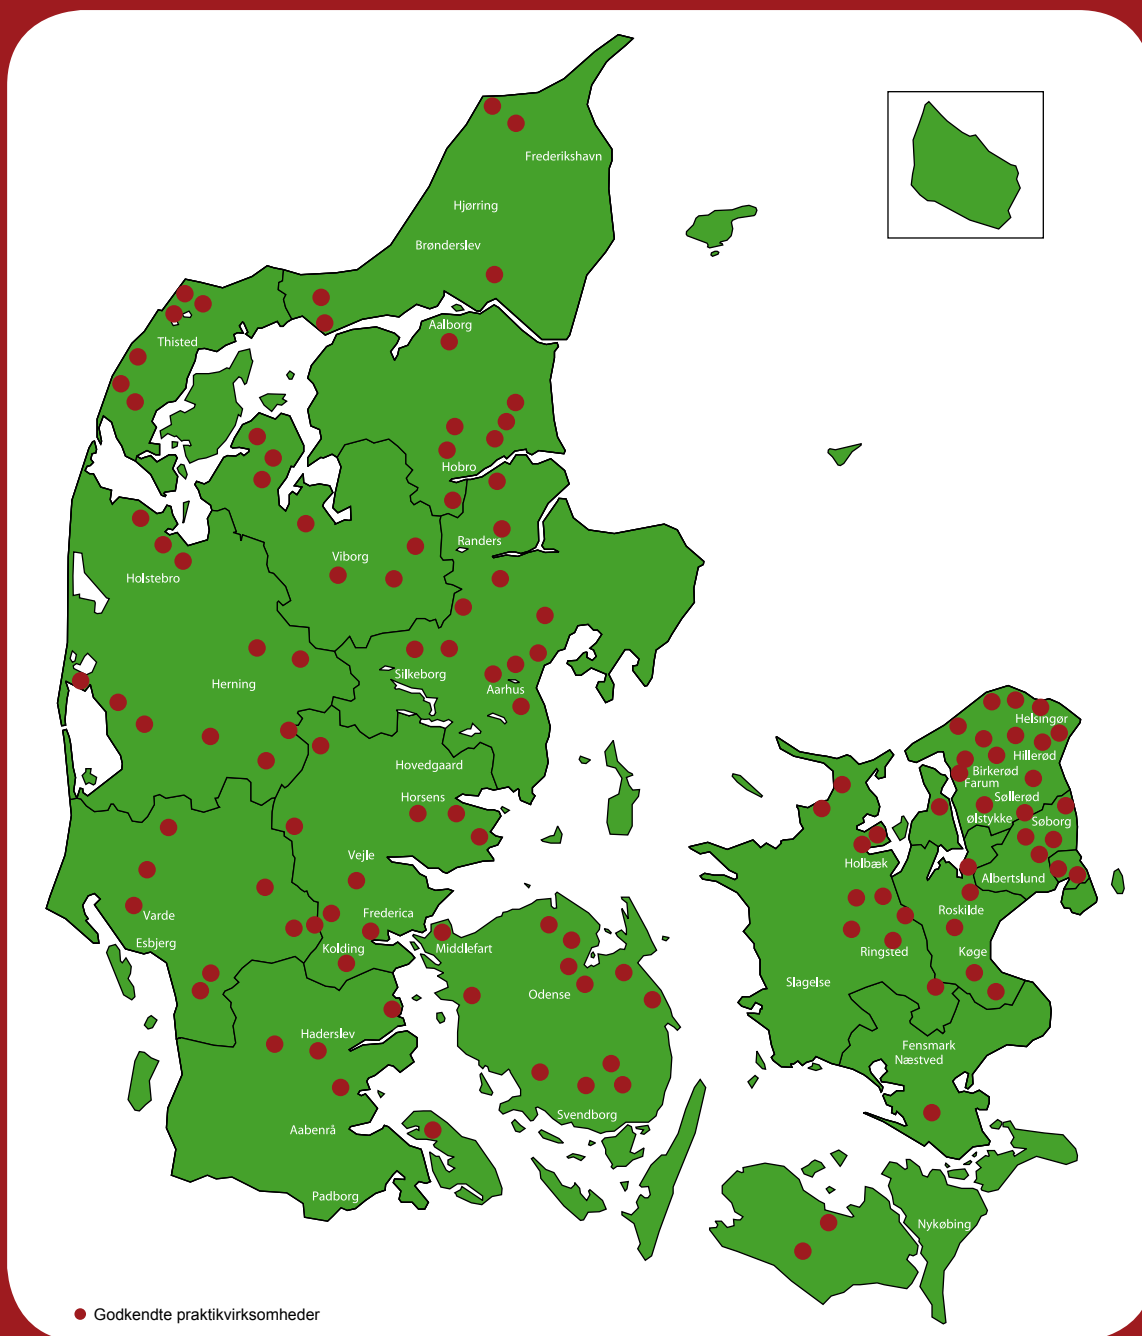 Frederikshavn
Hjørring
Brønderslev
Aalborg
Thisted
Hobro
Randers
Viborg
Holstebro
Silkeborg
Herning
Aarhus
Helsingør
Hillerød
Hovedgaard
Birkerød
Farum
Søllerød
Horsens
Ølstykke
Søborg
Vejle
Holbæk
Albertslund
Varde
Frederica
Roskilde
Esbjerg
Kolding
Middlefart
Ringsted
Køge
Slagelse
Odense
Haderslev
Fensmark
Næstved
Svendborg
Aabenrå
Padborg
Nykøbing
Godkendte praktikvirksomheder